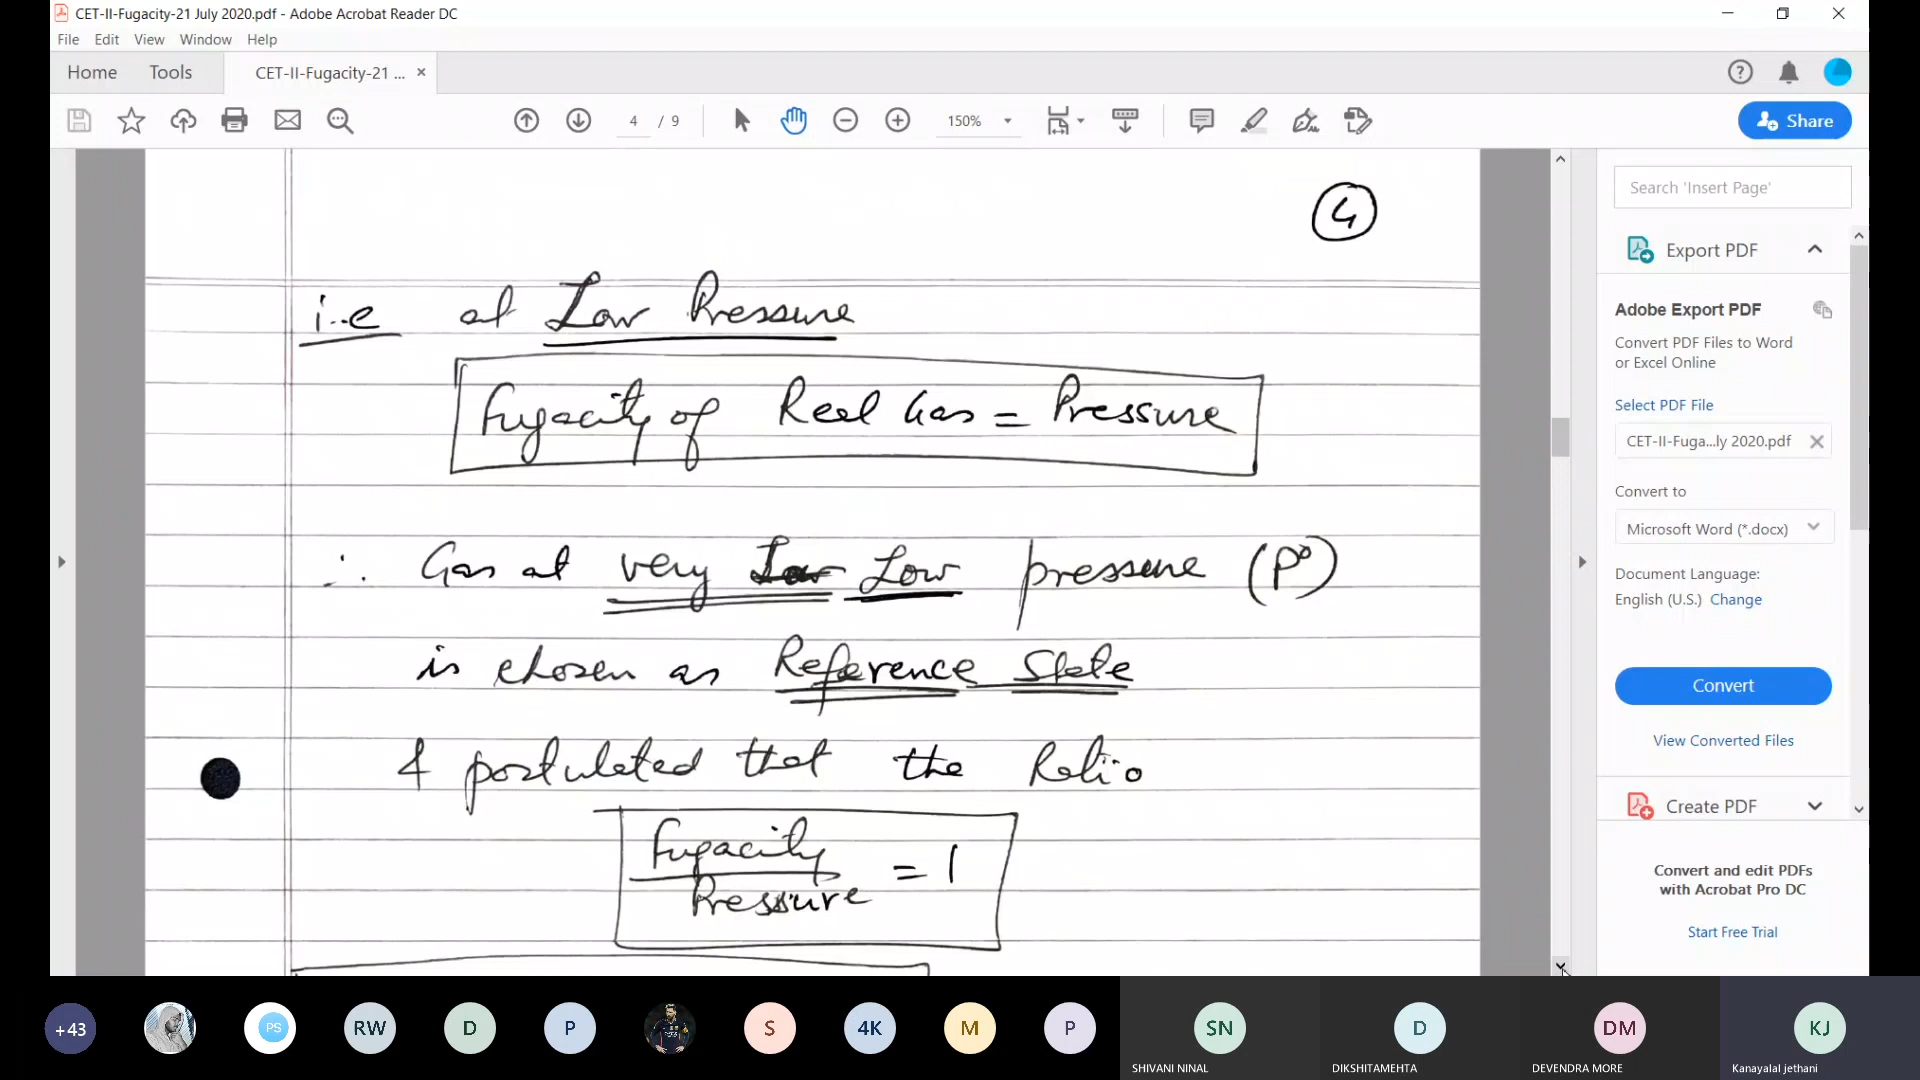 CET-II-Fugacity-21 July 2020.pdf - Adobe Acrobat Reader DC
File Edit View Window Help
Home Tools CET-II-Fugacity-21 ... ×
4 / 9 150% Share
4
i.e at Low Pressure
Fugacity of Real Gas = Pressure
∴ Gas at very Low Low pressure (P°)
is chosen as Reference State
& postulated that the Ratio
Fugacity
= 1
Pressure
Search 'Insert Page'
Export PDF
Adobe Export PDF
Convert PDF Files to Word
or Excel Online
Select PDF File
CET-II-Fuga...ly 2020.pdf
Convert to
Microsoft Word (*.docx)
Document Language:
English (U.S.) Change
Convert
View Converted Files
Create PDF
Convert and edit PDFs
with Acrobat Pro DC
Start Free Trial
+43 PS RW D P S 4K M P SN D DM KJ
SHIVANI NINAL DIKSHITAMEHTA DEVENDRA MORE Kanayalal jethani